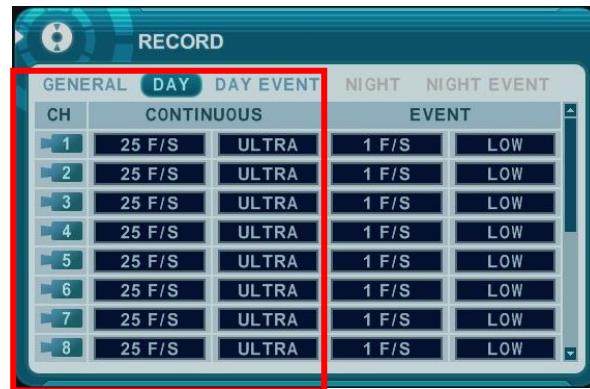 RECORD
GENERAL DAY DAY EVENT NIGHT NIGHT EVENT
CH CONTINUOUS EVENT
1 25 F/S ULTRA 1 F/S LOW
2 25 F/S ULTRA 1 F/S LOW
3 25 F/S ULTRA 1 F/S LOW
4 25 F/S ULTRA 1 F/S LOW
5 25 F/S ULTRA 1 F/S LOW
6 25 F/S ULTRA 1 F/S LOW
7 25 F/S ULTRA 1 F/S LOW
8 25 F/S ULTRA 1 F/S LOW